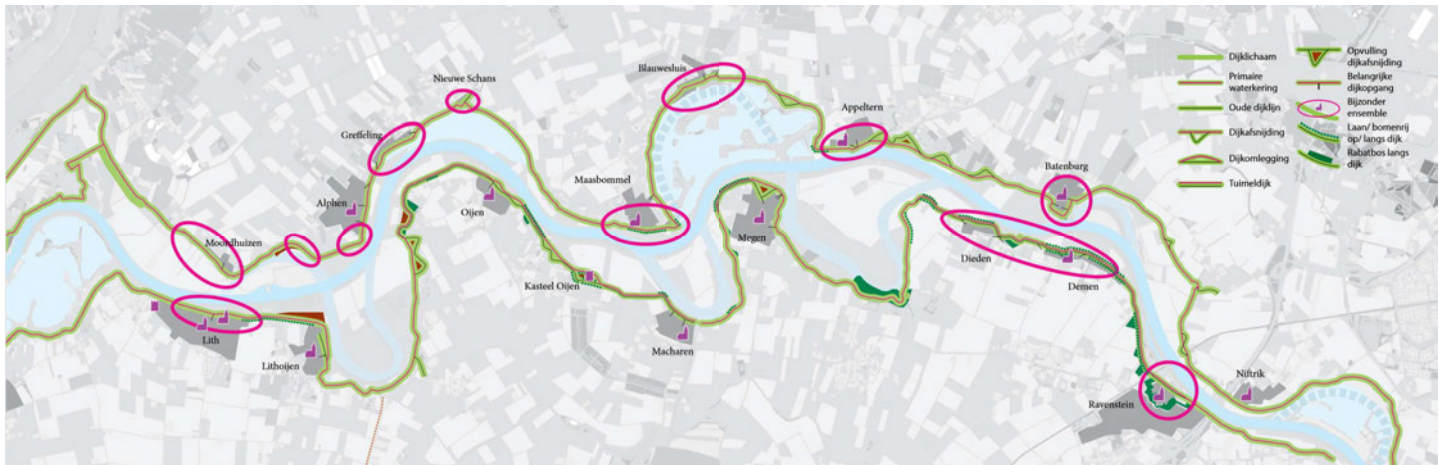 Nieuwe Schans
Blauwesluis
Greffeling
Appeltern
Maasbommel
Batenburg
Alphen
Oijen
Moordhuizen
Megen
Dieden
Kasteel Oijen
Demen
Lith
Macharen
Lithoijen
Niftrik
Ravenstein
Dijklichaam
Primaire
waterkering
Oude dijklijn
Dijkafsnijding
Dijkomlegging
Tuimeldijk
Opvulling
dijkafsnijding
Belangrijke
dijkopgang
Bijzonder
ensemble
Laan/ bomenrij
op/ langs dijk
Rabatbos langs
dijk